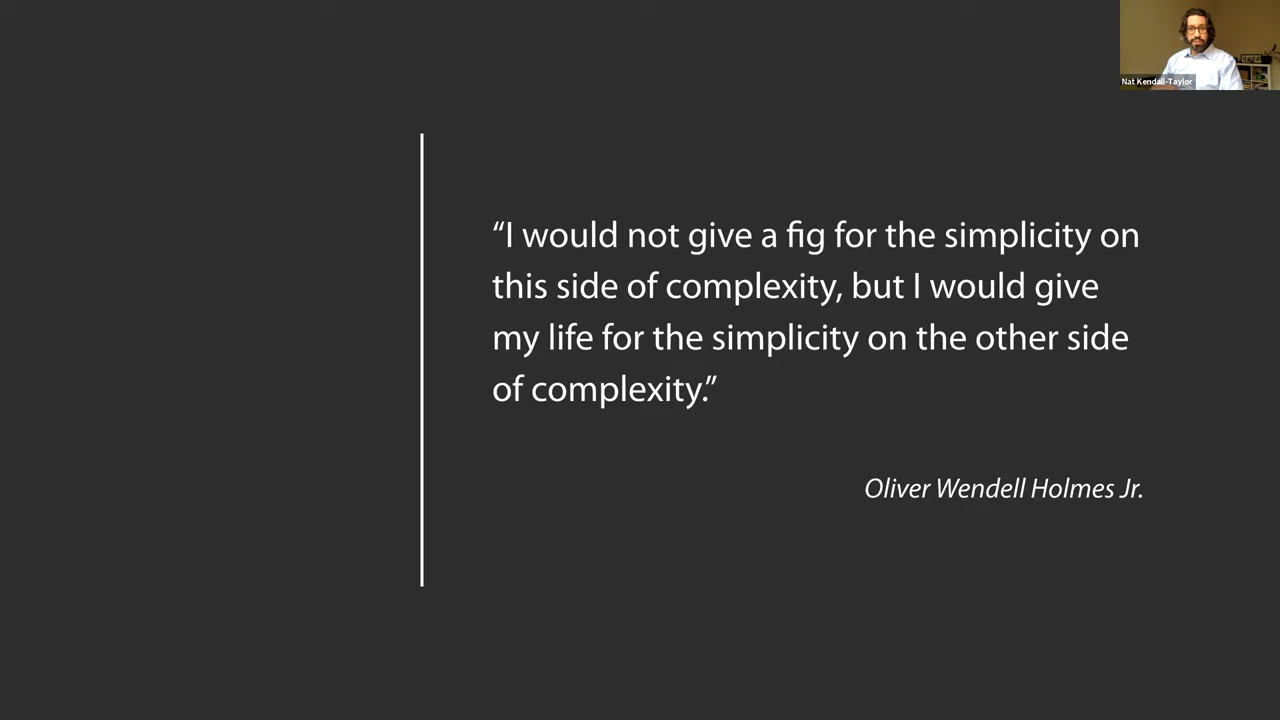 Nat Kendall-Taylor
“I would not give a fig for the simplicity on
this side of complexity, but I would give
my life for the simplicity on the other side
of complexity.”
Oliver Wendell Holmes Jr.